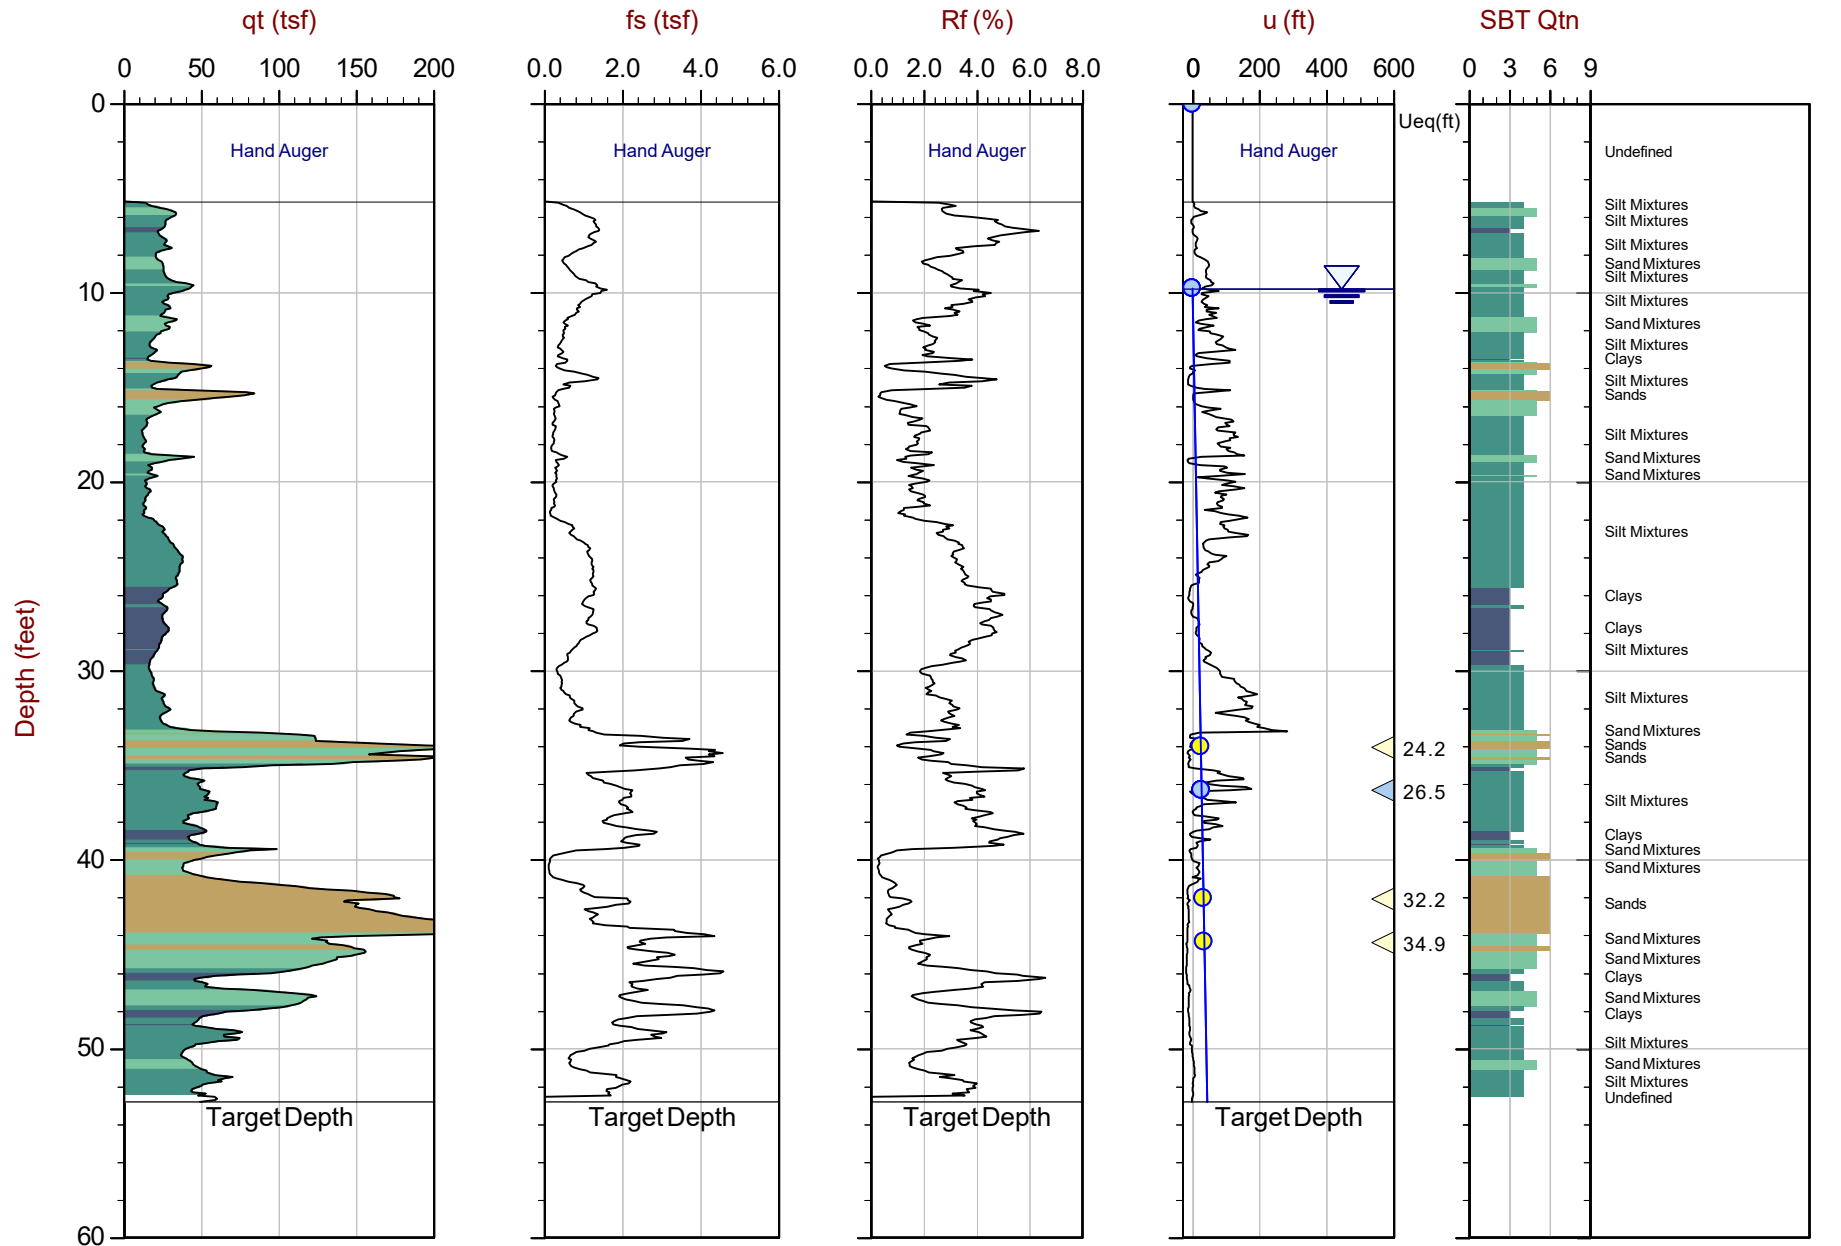 qt (tsf) fs (tsf) Rf (%) u (ft) SBT Qtn
0 50 100 150 200 0.0 2.0 4.0 6.0 0.0 2.0 4.0 6.0 8.0 0 200 400 600 0 3 6 9
0
Ueq(ft)
Hand Auger Hand Auger Hand Auger Hand Auger Undefined
Silt Mixtures
Silt Mixtures
Silt Mixtures
Sand Mixtures
Silt Mixtures
10
Silt Mixtures
Sand Mixtures
Silt Mixtures
Clays
Silt Mixtures
Sands
Silt Mixtures
Sand Mixtures
Sand Mixtures
20
Silt Mixtures
Clays
Clays
Silt Mixtures
Depth (feet)
30
Silt Mixtures
Sand Mixtures
24.2 Sands
Sands
26.5
Silt Mixtures
Clays
Sand Mixtures
40
Sand Mixtures
32.2 Sands
34.9 Sand Mixtures
Sand Mixtures
Clays
Sand Mixtures
Clays
50 Silt Mixtures
Sand Mixtures
Silt Mixtures
Undefined
Target Depth Target Depth Target Depth Target Depth
60